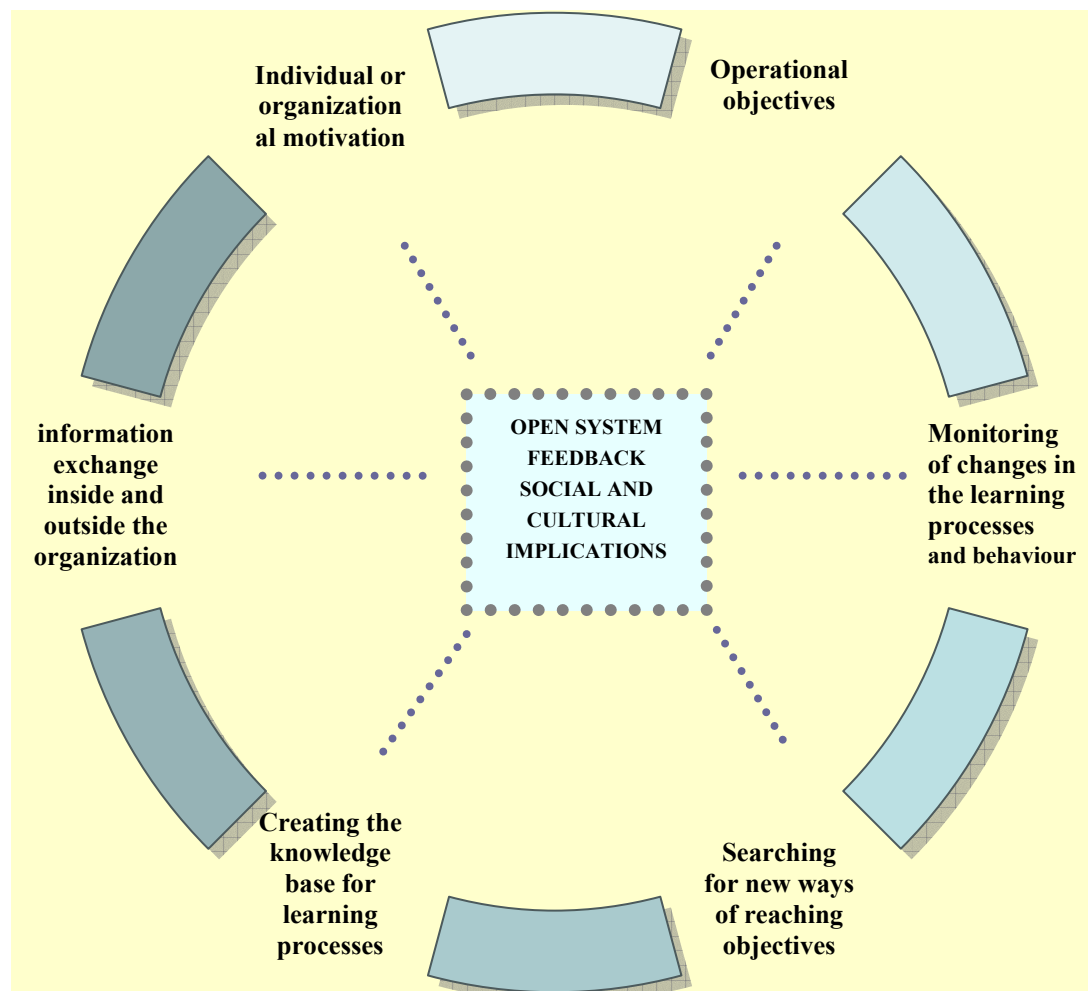 Individual or
organization
al motivation
Operational
objectives
information
exchange
inside and
outside the
organization
OPEN SYSTEM
FEEDBACK
SOCIAL AND
CULTURAL
IMPLICATIONS
Monitoring
of changes in
the learning
processes
and behaviour
Creating the
knowledge
base for
learning
processes
Searching
for new ways
of reaching
objectives